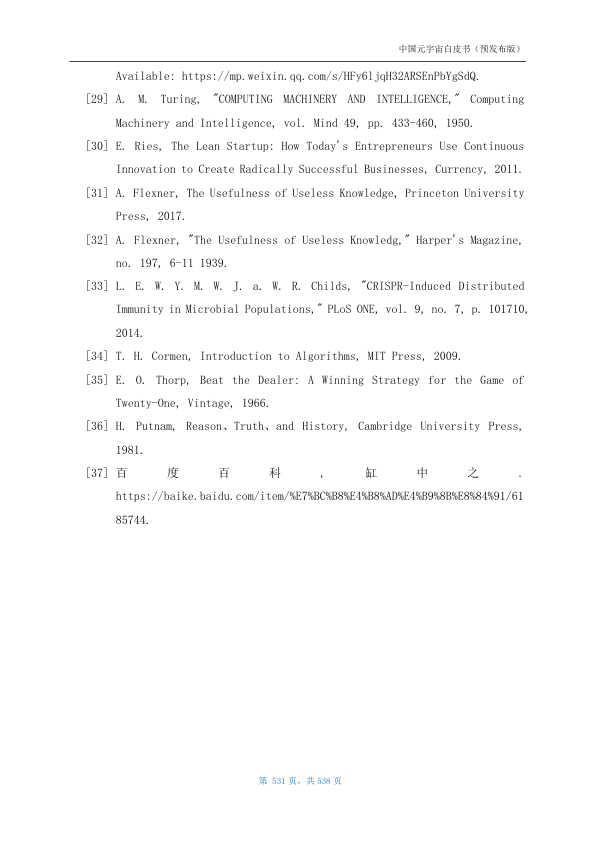 中国元宇宙白皮书（预发布版）
Available: https://mp.weixin.qq.com/s/HFy6ljqH32ARSEnPbYgSdQ.
[29] A. M. Turing, "COMPUTING MACHINERY AND INTELLIGENCE," Computing
Machinery and Intelligence, vol. Mind 49, pp. 433-460, 1950.
[30] E. Ries, The Lean Startup: How Today's Entrepreneurs Use Continuous
Innovation to Create Radically Successful Businesses, Currency, 2011.
[31] A. Flexner, The Usefulness of Useless Knowledge, Princeton University
Press, 2017.
[32] A. Flexner, "The Usefulness of Useless Knowledg," Harper's Magazine,
no. 197, 6-11 1939.
[33] L. E. W. Y. M. W. J. a. W. R. Childs, "CRISPR-Induced Distributed
Immunity in Microbial Populations," PLoS ONE, vol. 9, no. 7, p. 101710,
2014.
[34] T. H. Cormen, Introduction to Algorithms, MIT Press, 2009.
[35] E. O. Thorp, Beat the Dealer: A Winning Strategy for the Game of
Twenty-One, Vintage, 1966.
[36] H. Putnam, Reason、Truth、and History, Cambridge University Press,
1981.
[37] 百度百科, 缸中之.
https://baike.baidu.com/item/%E7%BC%B8%E4%B8%AD%E4%B9%8B%E8%84%91/61
85744.
第 531 页，共 538 页